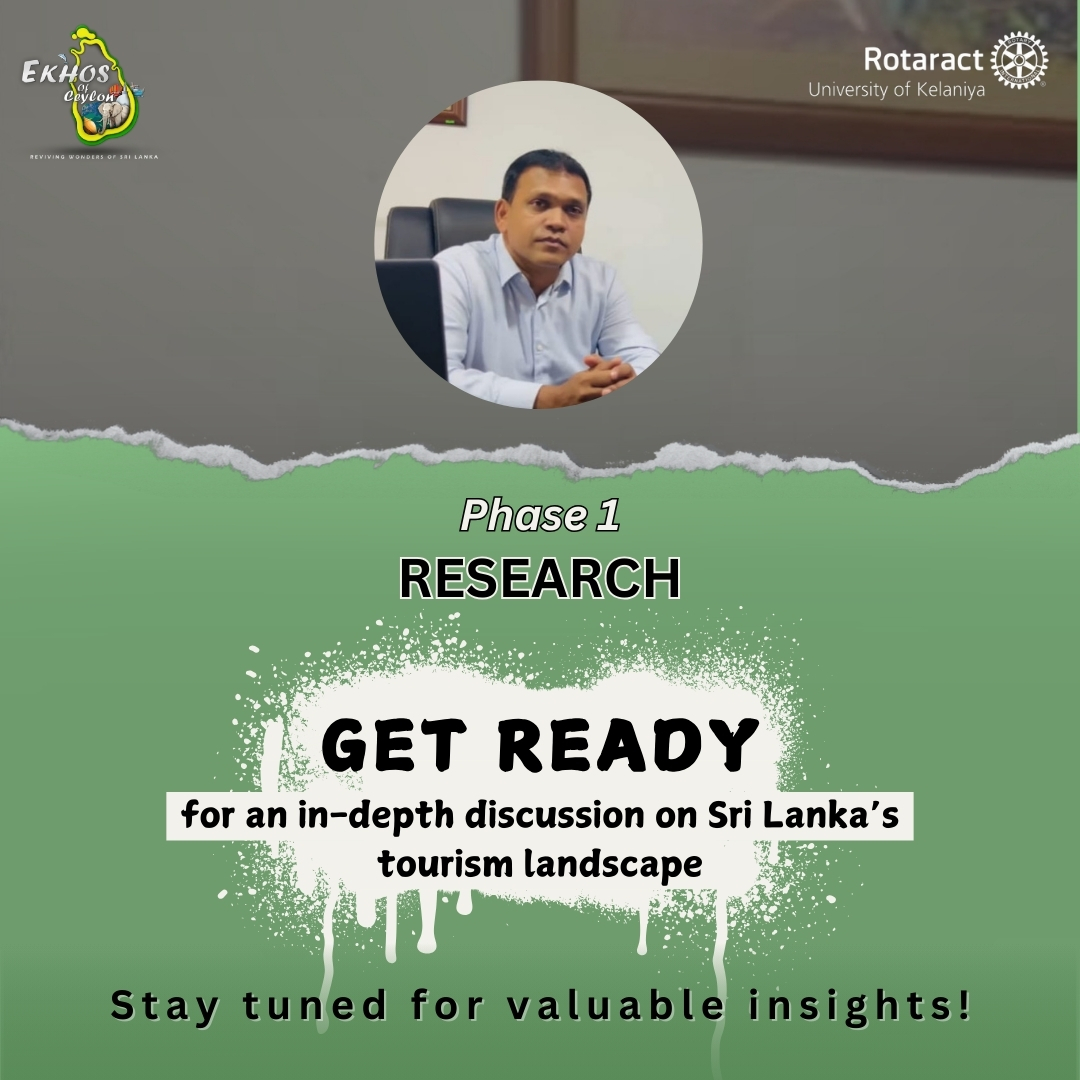 EKHOS
Of
Ceylon
REVIVING WONDERS OF SRI LANKA
Rotaract
University of Kelaniya
Phase 1
RESEARCH
GET READY
for an in-depth discussion on Sri Lanka's
tourism landscape
Stay tuned for valuable insights!